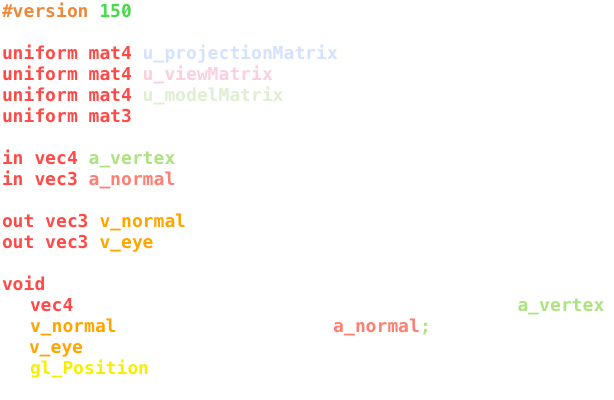 #version 150
uniform mat4 u_projectionMatrix
uniform mat4 u_viewMatrix
uniform mat4 u_modelMatrix
uniform mat3
in vec4 a_vertex
in vec3 a_normal
out vec3 v_normal
out vec3 v_eye
void
vec4 a_vertex
v_normal a_normal;
v_eye
gl_Position